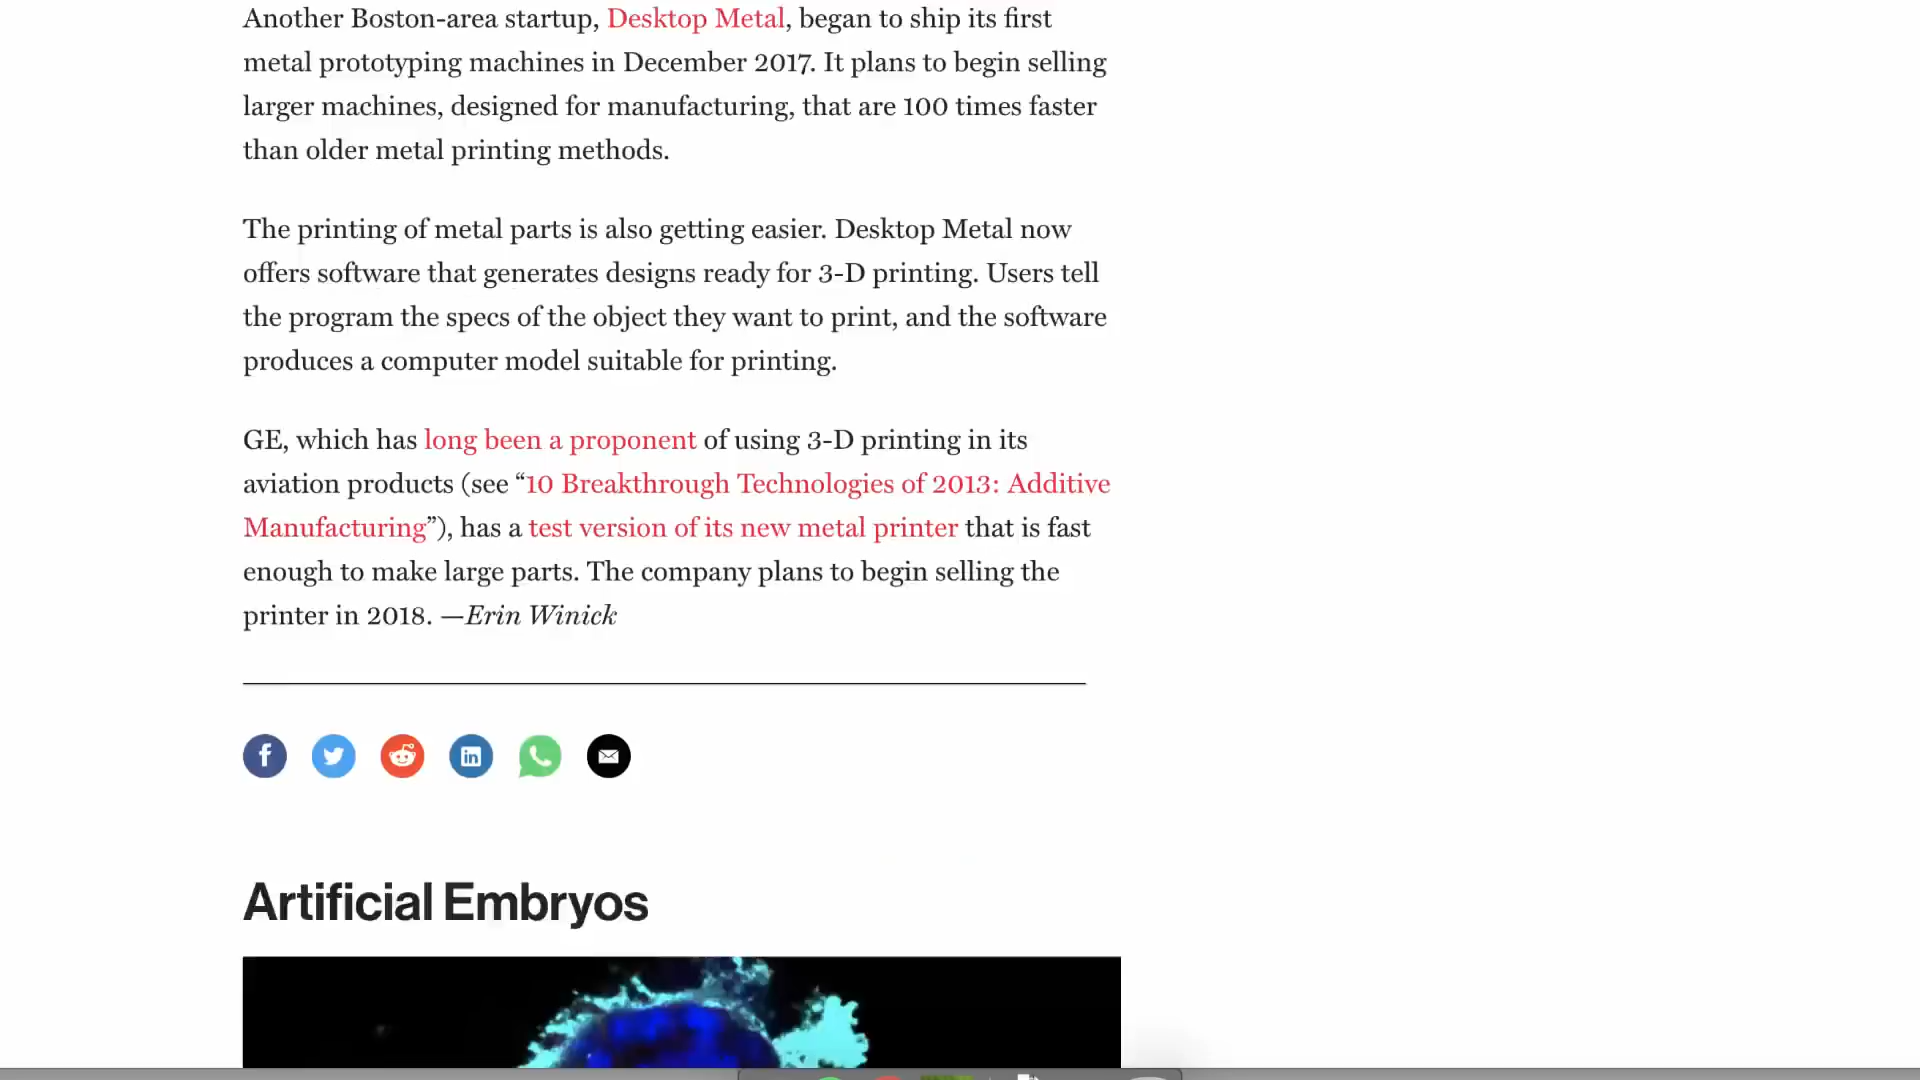 Another Boston-area startup, Desktop Metal, began to ship its first
metal prototyping machines in December 2017. It plans to begin selling
larger machines, designed for manufacturing, that are 100 times faster
than older metal printing methods.
The printing of metal parts is also getting easier. Desktop Metal now
offers software that generates designs ready for 3-D printing. Users tell
the program the specs of the object they want to print, and the software
produces a computer model suitable for printing.
GE, which has long been a proponent of using 3-D printing in its
aviation products (see “10 Breakthrough Technologies of 2013: Additive
Manufacturing”), has a test version of its new metal printer that is fast
enough to make large parts. The company plans to begin selling the
printer in 2018. —Erin Winick
Artificial Embryos